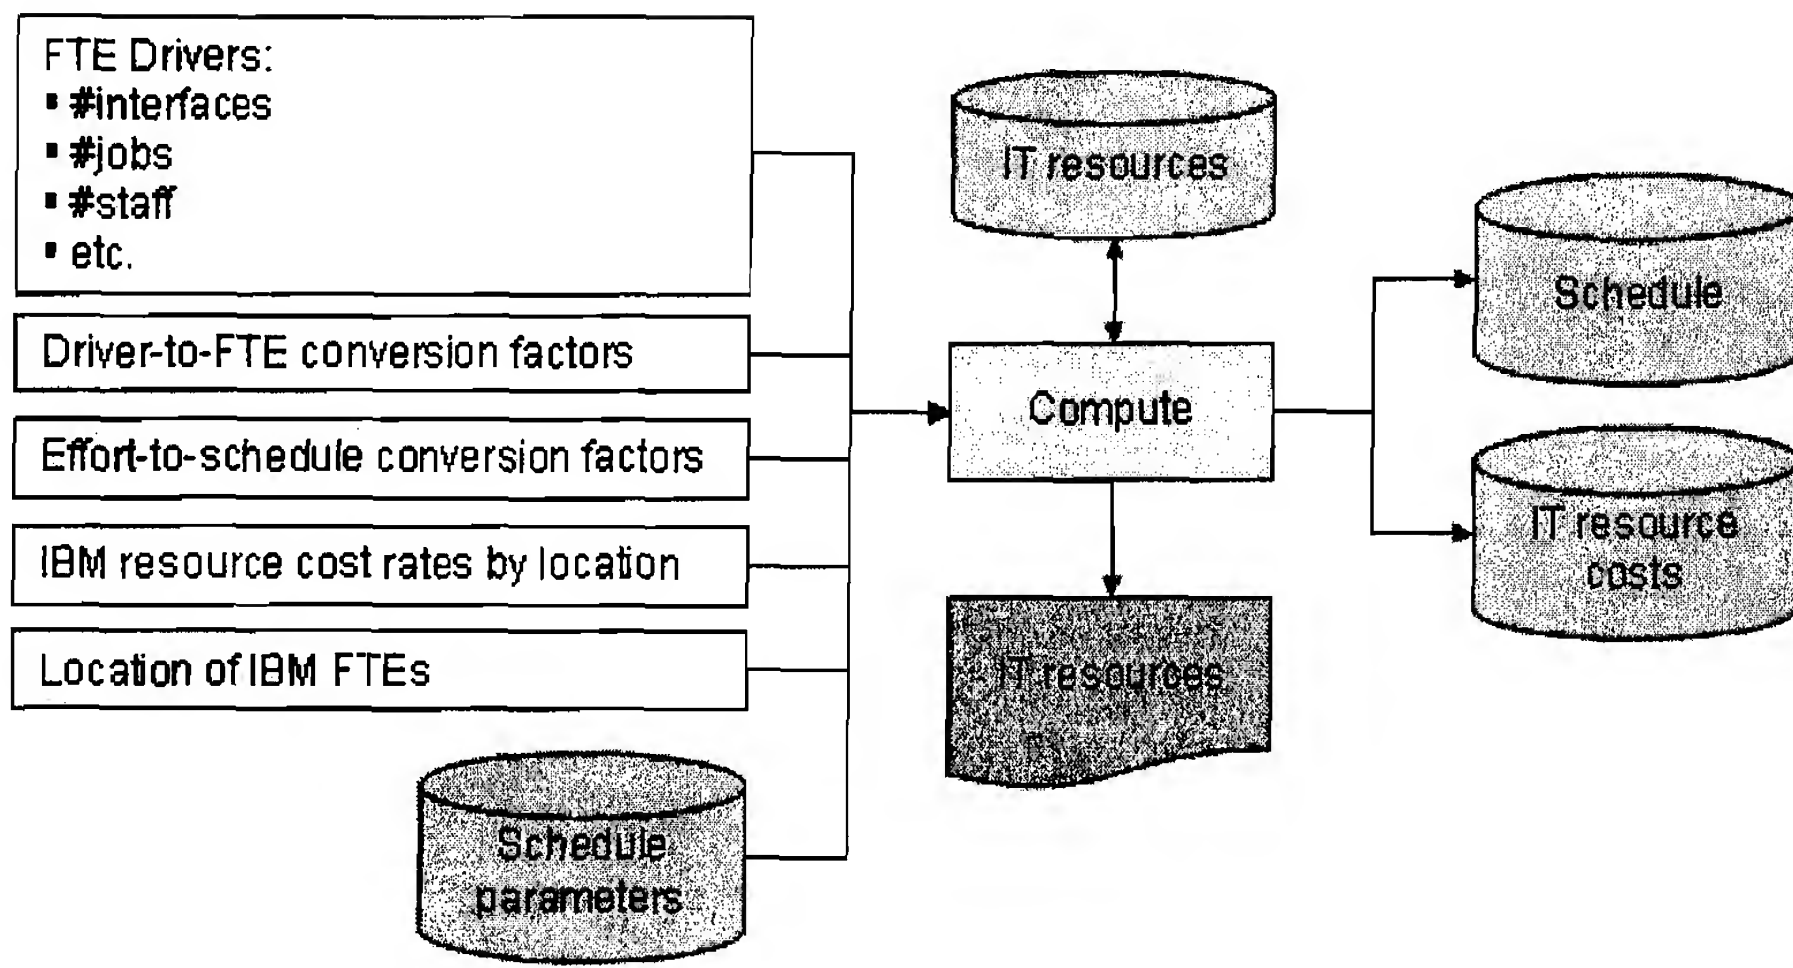 FTE Drivers:
▪ #interfaces
▪ #jobs
▪ #staff
▪ etc.
Driver-to-FTE conversion factors
Effort-to-schedule conversion factors
IBM resource cost rates by location
Location of IBM FTEs
Schedule
parameters
IT resources
Compute
IT resources
Schedule
IT resource
costs